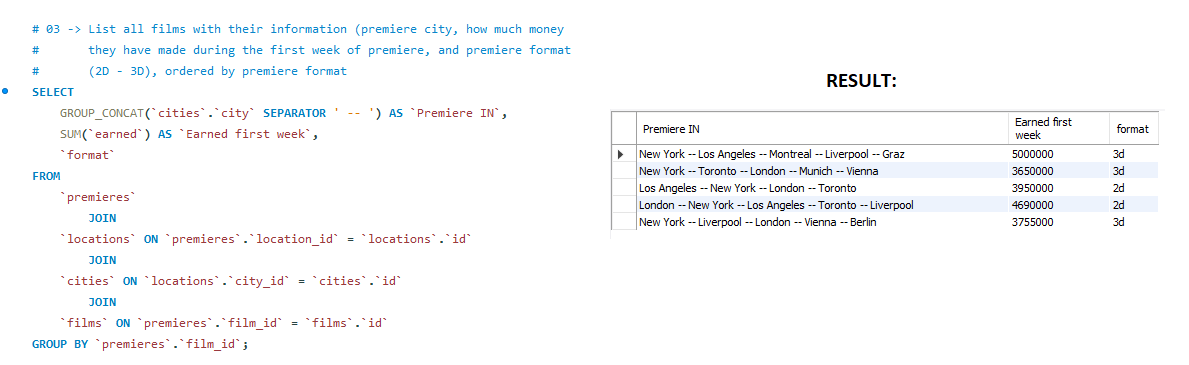 # 03 -> List all films with their information (premiere city, how much money
#       they have made during the first week of premiere, and premiere format
#       (2D - 3D), ordered by premiere format
SELECT
    GROUP_CONCAT(`cities`.`city` SEPARATOR ' -- ') AS `Premiere IN`,
    SUM(`earned`) AS `Earned first week`,
    `format`
FROM
    `premieres`
        JOIN
    `locations` ON `premieres`.`location_id` = `locations`.`id`
        JOIN
    `cities` ON `locations`.`city_id` = `cities`.`id`
        JOIN
    `films` ON `premieres`.`film_id` = `films`.`id`
GROUP BY `premieres`.`film_id`;
RESULT:
Premiere IN Earned first week format
New York -- Los Angeles -- Montreal -- Liverpool -- Graz 5000000 3d
New York -- Toronto -- London -- Munich -- Vienna 3650000 3d
Los Angeles -- New York -- London -- Toronto 3950000 2d
London -- New York -- Los Angeles -- Toronto -- Liverpool 4690000 2d
New York -- Liverpool -- London -- Vienna -- Berlin 3755000 3d